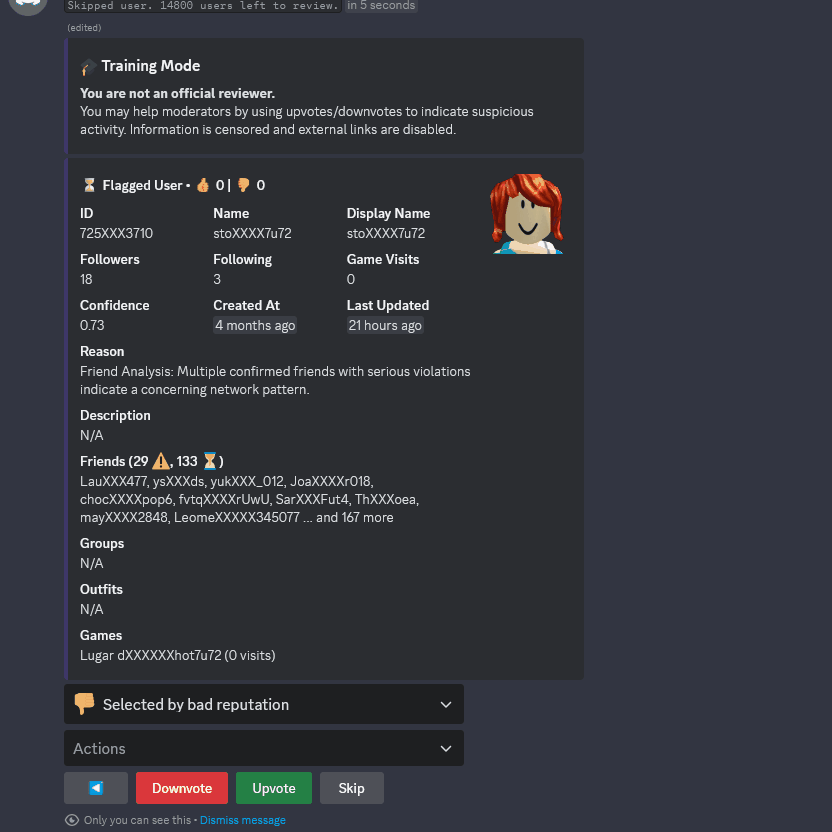 Skipped user. 14800 users left to review. in 5 seconds
(edited)
Training Mode
You are not an official reviewer.
You may help moderators by using upvotes/downvotes to indicate suspicious
activity. Information is censored and external links are disabled.
⏳ Flagged User • 👍 0 | 👎 0
ID Name Display Name
725XXX3710 stoXXXX7u72 stoXXXX7u72
Followers Following Game Visits
18 3 0
Confidence Created At Last Updated
0.73 4 months ago 21 hours ago
Reason
Friend Analysis: Multiple confirmed friends with serious violations
indicate a concerning network pattern.
Description
N/A
Friends (29 ⚠️, 133 ⏳)
LauXXX477, ysXXXds, yukXXX_012, JoaXXXXr018,
chocXXXXpop6, fvtqXXXXrUwU, SarXXXFut4, ThXXXoea,
mayXXXX2848, LeomeXXXXX345077 ... and 167 more
Groups
N/A
Outfits
N/A
Games
Lugar dXXXXXXhot7u72 (0 visits)
Selected by bad reputation
Actions
Downvote Upvote Skip
Only you can see this • Dismiss message